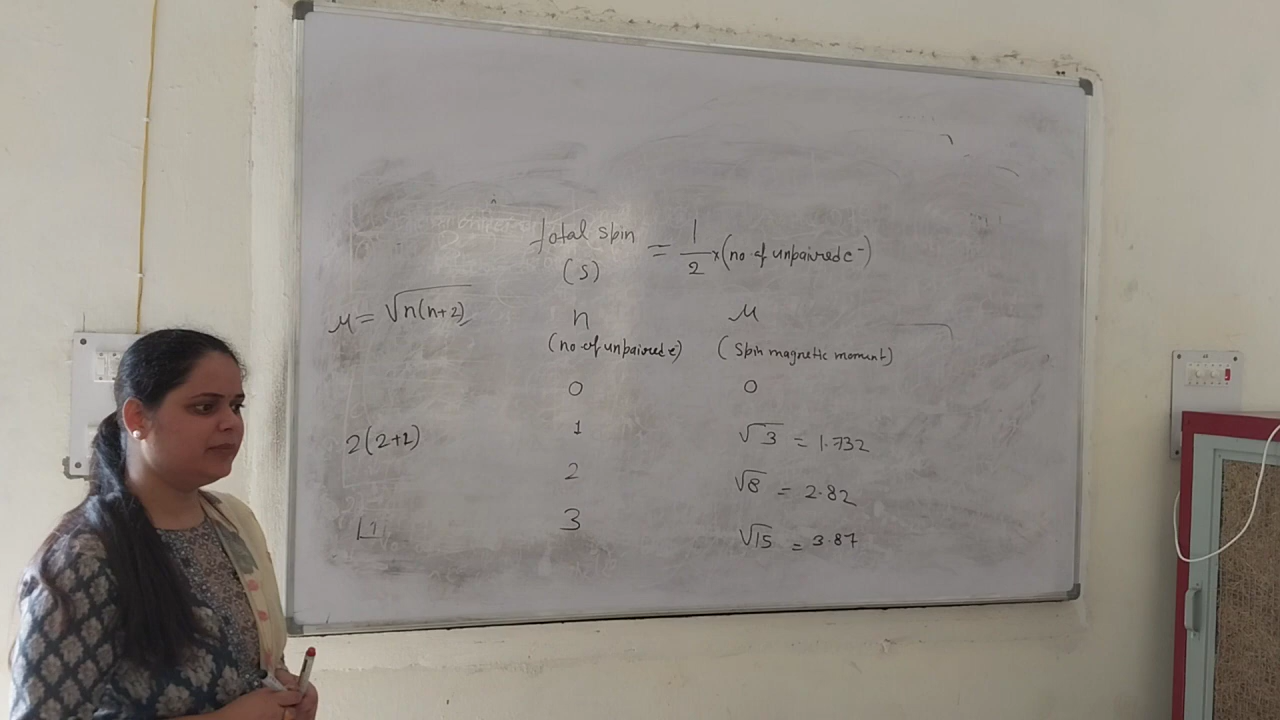 total spin = 1/2 × (no of unpaired e⁻)
(S)
μ = √n(n+2)
n μ
(no of unpaired e) (Spin magnetic moment)
0 0
1 √3 = 1.732
2(2+2)
2 √8 = 2.82
3 √15 = 3.87